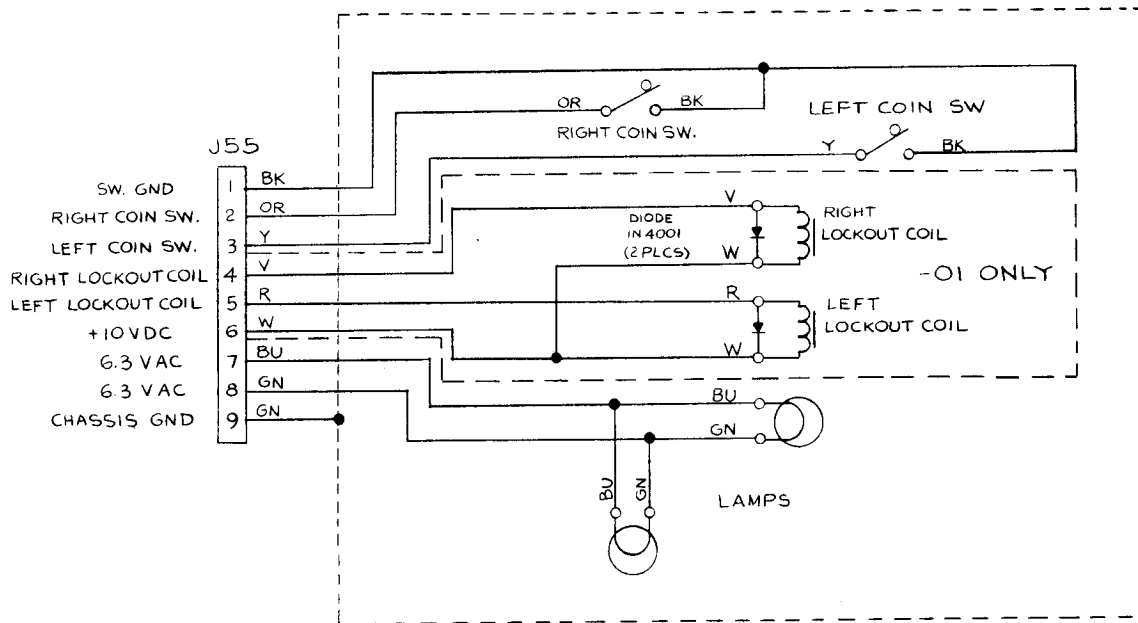 OR
BK
RIGHT COIN SW.
LEFT COIN SW
Y
BK
J55
SW. GND 1 BK
RIGHT COIN SW. 2 OR
LEFT COIN SW. 3 Y
RIGHT LOCKOUT COIL 4 V
LEFT LOCKOUT COIL 5 R
+10VDC 6 W
6.3 VAC 7 BU
6.3 VAC 8 GN
CHASSIS GND 9 GN
V
DIODE
IN 4001
(2 PLCS)
W
RIGHT
LOCKOUT COIL
-01 ONLY
R
W
LEFT
LOCKOUT COIL
BU
GN
BU
GN
LAMPS